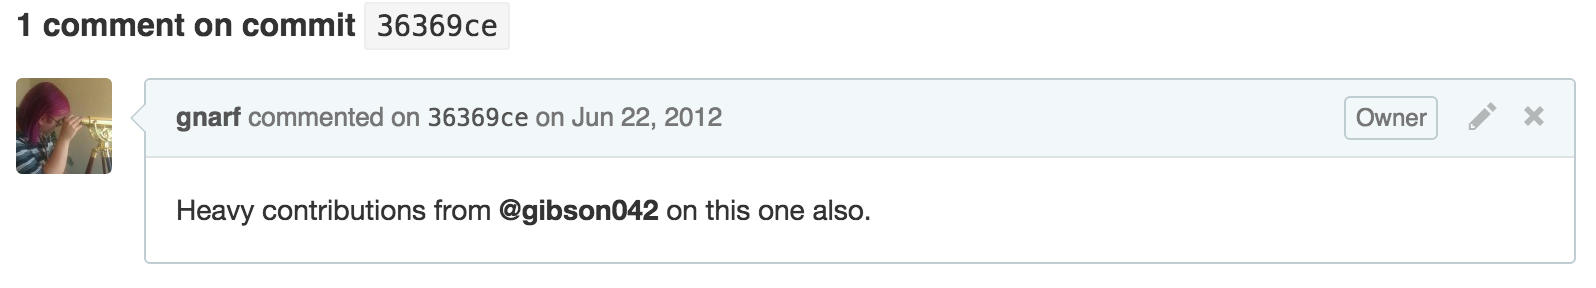 1 comment on commit 36369ce
gnarf commented on 36369ce on Jun 22, 2012 Owner
Heavy contributions from @gibson042 on this one also.